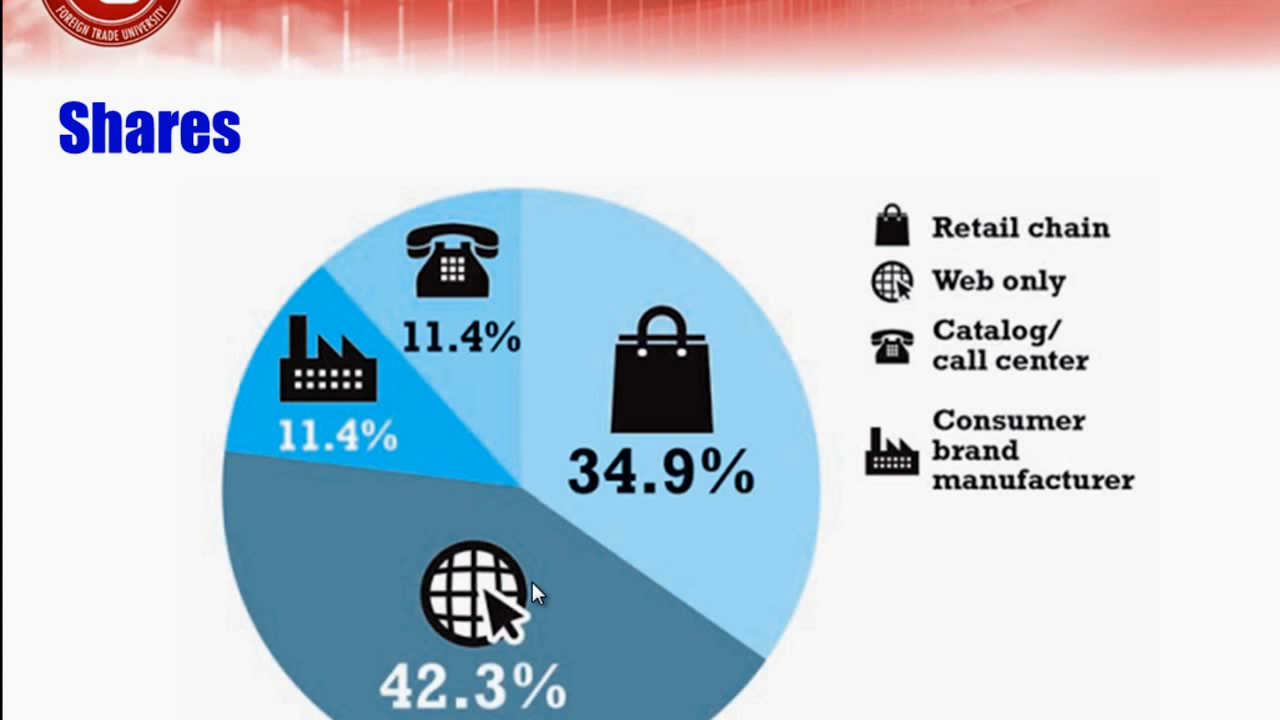 FOREIGN TRADE UNIVERSITY
Shares
11.4%
11.4%
34.9%
42.3%
Retail chain
Web only
Catalog/
call center
Consumer
brand
manufacturer